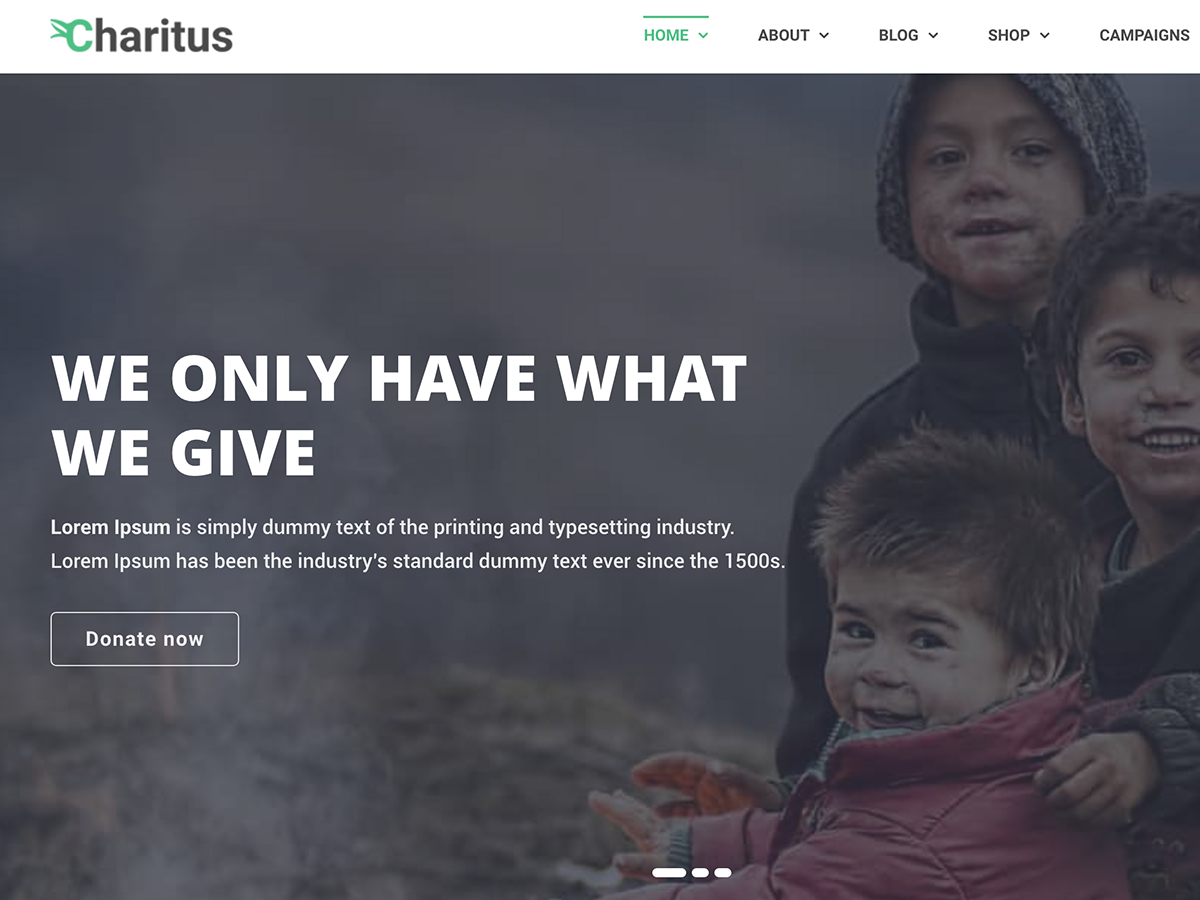 Charitus
HOME
ABOUT
BLOG
SHOP
CAMPAIGNS
WE ONLY HAVE WHAT
WE GIVE
Lorem Ipsum is simply dummy text of the printing and typesetting industry.
Lorem Ipsum has been the industry's standard dummy text ever since the 1500s.
Donate now